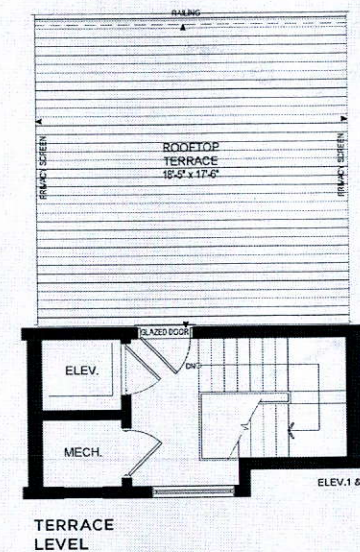 RAILING
PRIVACY SCREEN
ROOFTOP
TERRACE
18'-5" x 17'-6"
PRIVACY SCREEN
GLAZED DOOR
ELEV.
DN
MECH.
ELEV.1 &
TERRACE
LEVEL